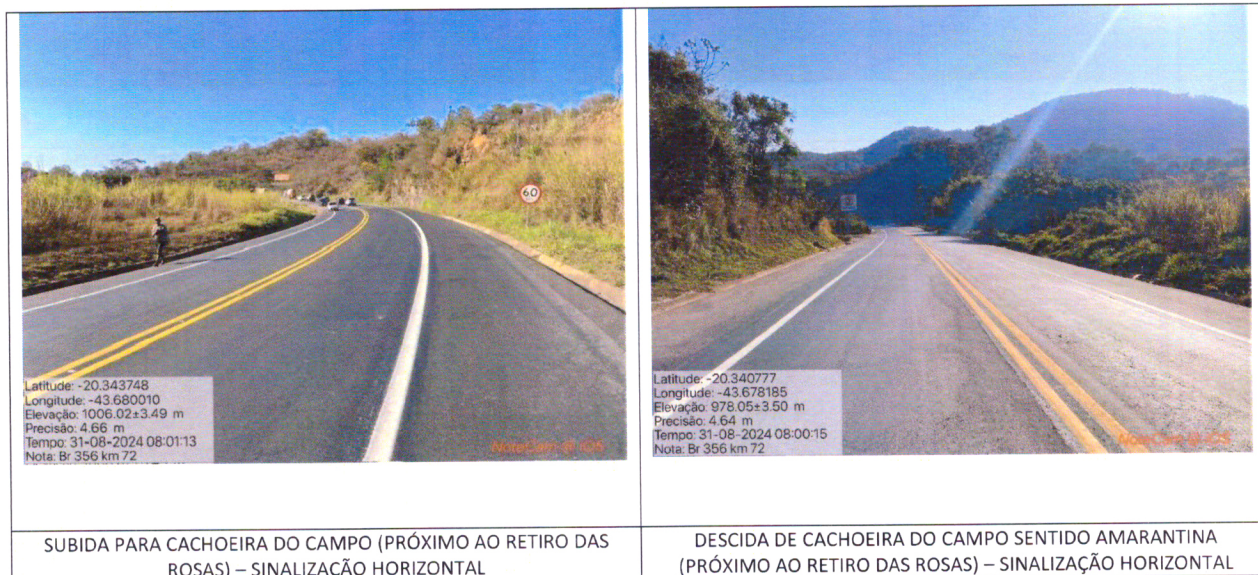 60
Latitude: -20.343748
Longitude: -43.680010
Elevação: 1006.02±3.49 m
Precisão: 4.66 m
Tempo: 31-08-2024 08:01:13
Nota: Br 356 km 72
NoteCam @ iOS
SUBIDA PARA CACHOEIRA DO CAMPO (PRÓXIMO AO RETIRO DAS
ROSAS) – SINALIZAÇÃO HORIZONTAL
Latitude: -20.340777
Longitude: -43.678185
Elevação: 978.05±3.50 m
Precisão: 4.64 m
Tempo: 31-08-2024 08:00:15
Nota: Br 356 km 72
NoteCam @ iOS
DESCIDA DE CACHOEIRA DO CAMPO SENTIDO AMARANTINA
(PRÓXIMO AO RETIRO DAS ROSAS) – SINALIZAÇÃO HORIZONTAL